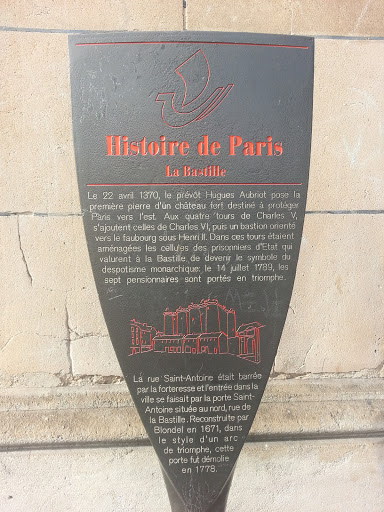 Histoire de Paris
La Bastille
Le 22 avril 1370, le prévôt Hugues Aubriot pose la
première pierre d'un château fort destiné à protéger
Paris vers l'est. Aux quatre tours de Charles V,
s'ajoutent celles de Charles VI, puis un bastion orienté
vers le faubourg sous Henri II. Dans ces tours étaient
aménagées les cellules des prisonniers d'Etat qui
valurent à la Bastille de devenir le symbole du
despotisme monarchique: le 14 juillet 1789, les
sept pensionnaires sont portés en triomphe.
La rue Saint-Antoine était barrée
par la forteresse et l'entrée dans la
ville se faisait par la porte Saint-
Antoine située au nord, rue de
la Bastille. Reconstruite par
Blondel en 1671, dans
le style d'un arc
de triomphe, cette
porte fut démolie
en 1778.